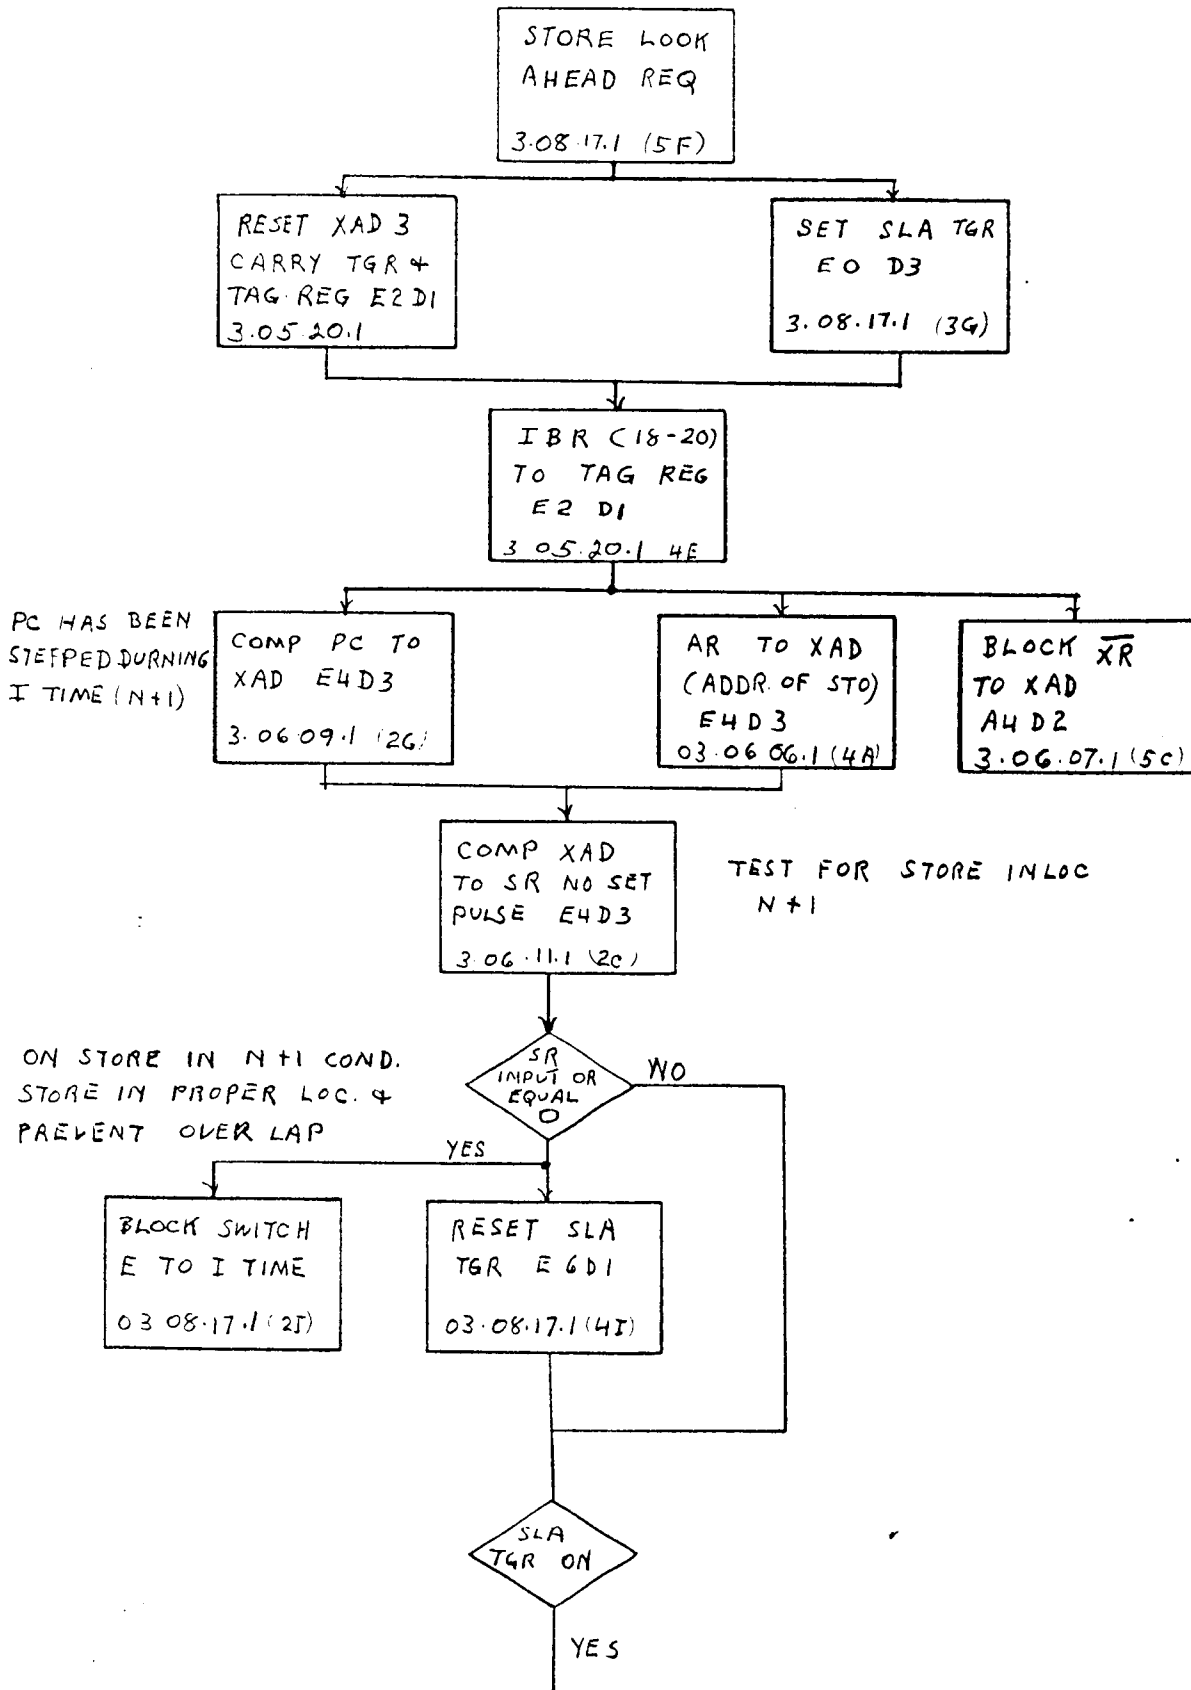 STORE LOOK
AHEAD REQ
3.08.17.1 (5F)
RESET XAD 3
CARRY TGR &
TAG REG E2 D1
3.05.20.1
SET SLA TGR
E0 D3
3.08.17.1 (3G)
IBR (18-20)
TO TAG REG
E2 D1
3 05.20.1 4E
PC HAS BEEN
STEPPED DURNING
I TIME (N+1)
COMP PC TO
XAD E4D3
3.06.09.1 (2G)
AR TO XAD
(ADDR. OF STO)
E4D3
03.06 06.1 (4A)
BLOCK X̅R̅
TO XAD
A4D2
3.06.07.1 (5C)
COMP XAD
TO SR NO SET
PULSE E4D3
3.06.11.1 (2C)
TEST FOR STORE IN LOC
N+1
SR
INPUT OR
EQUAL
O
NO
ON STORE IN N+1 COND.
STORE IN PROPER LOC. &
PREVENT OVER LAP
YES
BLOCK SWITCH
E TO I TIME
03 08.17.1 (2I)
RESET SLA
TGR E6D1
03.08.17.1 (4I)
SLA
TGR ON
YES